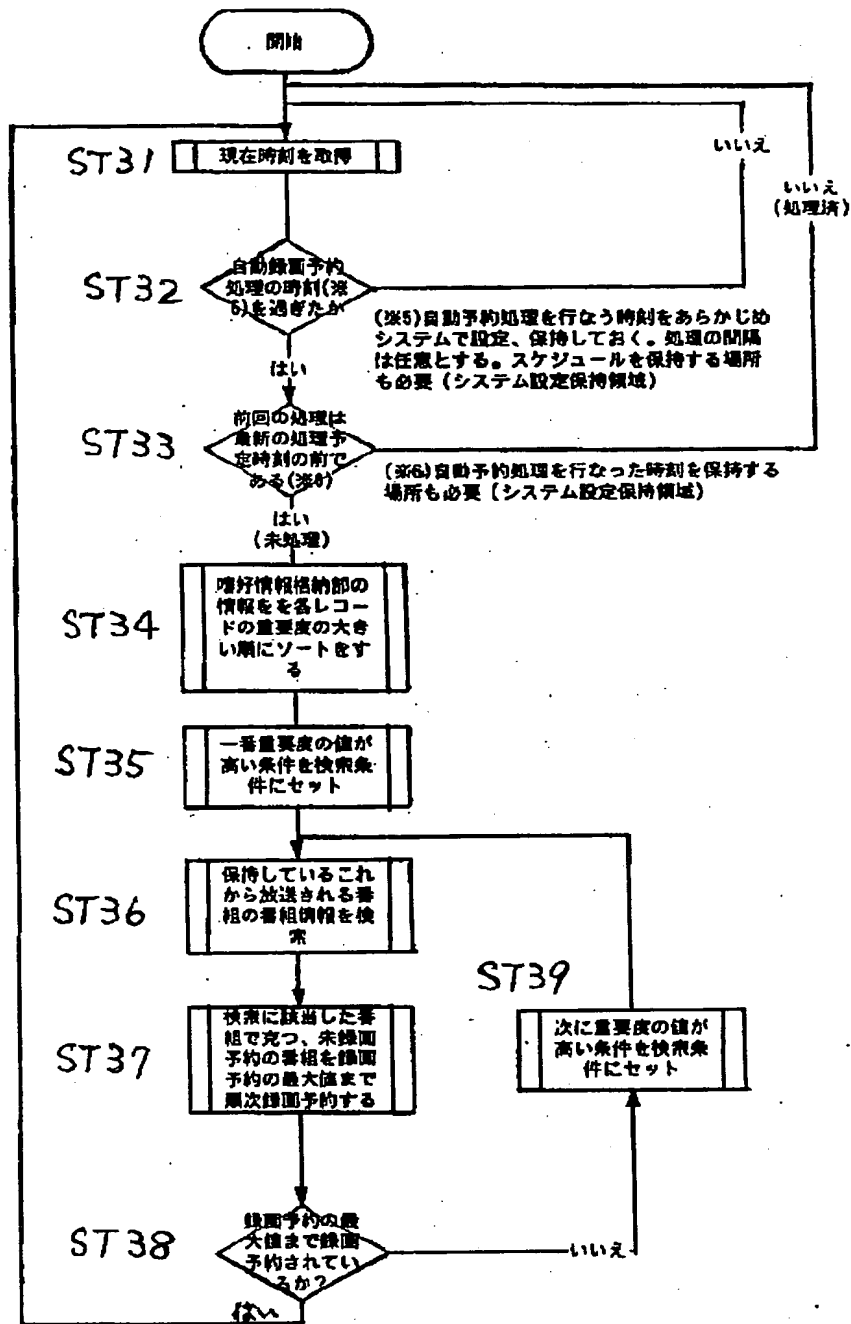 開始
ST31
現在時刻を取得
いいえ
いいえ
(処理済)
ST32
自動録画予約
処理の時刻(※
5)を過ぎたか
(※5)自動予約処理を行なう時刻をあらかじめ
システムで設定、保持しておく。処理の間隔
は任意とする。スケジュールを保持する場所
も必要(システム設定保持領域)
はい
ST33
前回の処理は
最新の処理予
定時刻の前で
ある(※6)
(※6)自動予約処理を行なった時刻を保持する
場所も必要(システム設定保持領域)
はい
(未処理)
ST34
嗜好情報格納部の
情報をを各レコー
ドの重要度の大き
い順にソートをす
る
ST35
一番重要度の値が
高い条件を検索条
件にセット
ST36
保持しているこれ
から放送される番
組の番組情報を検
索
ST39
次に重要度の値が
高い条件を検索条
件にセット
ST37
検索に該当した番
組で充つ、未録画
予約の番組を録画
予約の最大値まで
順次録画予約する
ST38
録画予約の最
大値まで録画
予約されてい
るか?
いいえ
はい